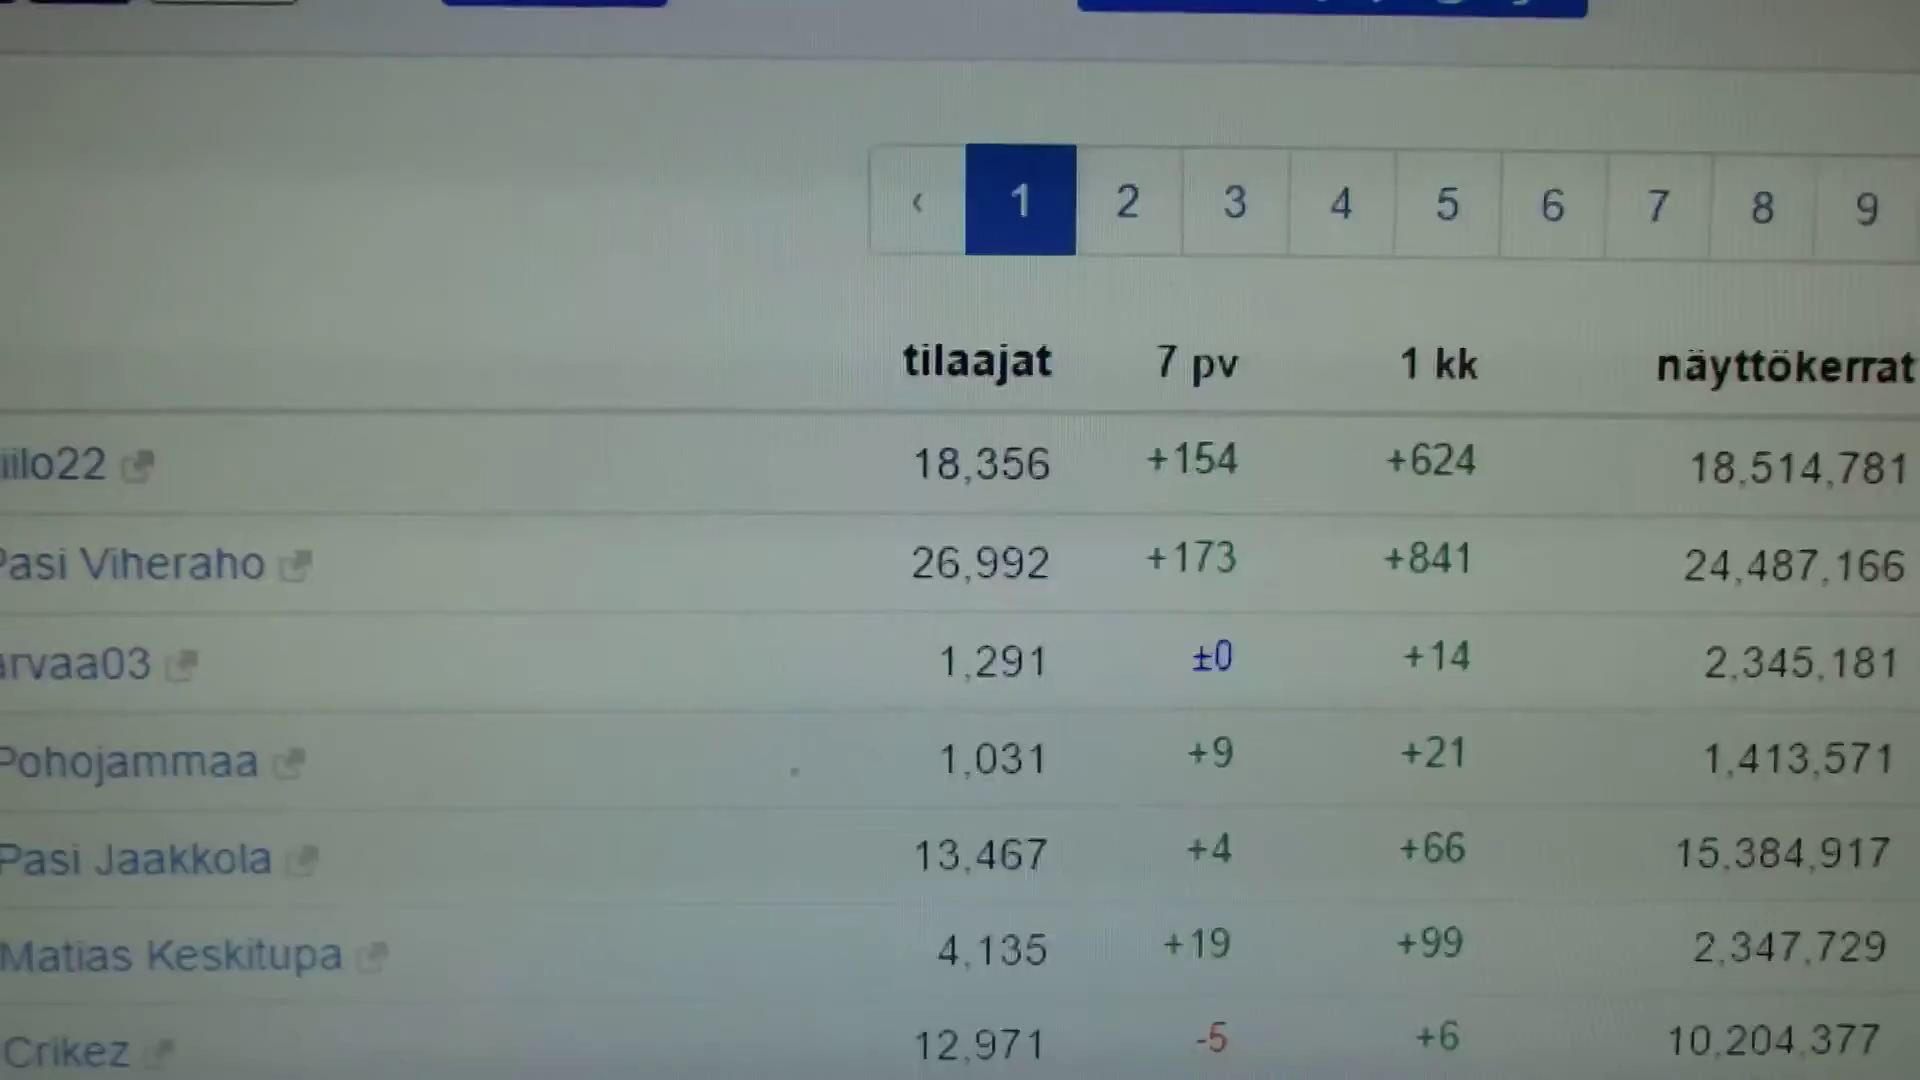 ‹ 1 2 3 4 5 6 7 8 9
tilaajat 7 pv 1 kk näyttökerrat
iilo22 18,356 +154 +624 18,514,781
Pasi Viheraho 26,992 +173 +841 24,487,166
arvaa03 1,291 ±0 +14 2,345,181
Pohojammaa 1,031 +9 +21 1,413,571
Pasi Jaakkola 13,467 +4 +66 15,384,917
Matias Keskitupa 4,135 +19 +99 2,347,729
Crikez 12,971 -5 +6 10,204,377